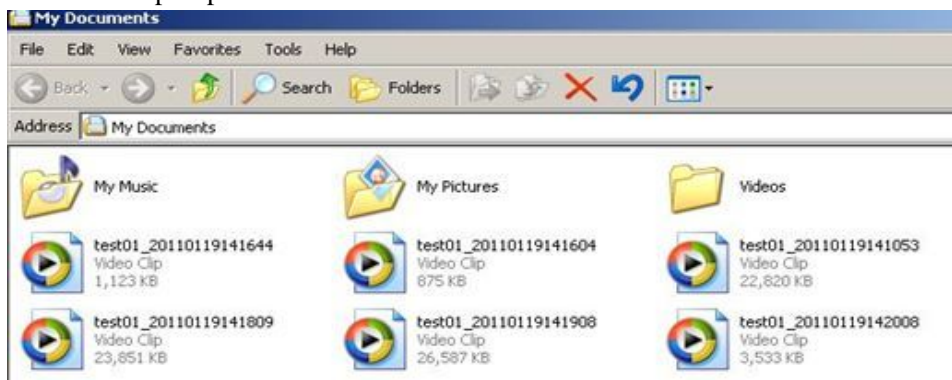 My Documents
File Edit View Favorites Tools Help
Back Search Folders
Address My Documents
My Music My Pictures Videos
test01_20110119141644 test01_20110119141604 test01_20110119141053
Video Clip Video Clip Video Clip
1,123 KB 875 KB 22,820 KB
test01_20110119141809 test01_20110119141908 test01_20110119142008
Video Clip Video Clip Video Clip
23,851 KB 26,587 KB 3,533 KB